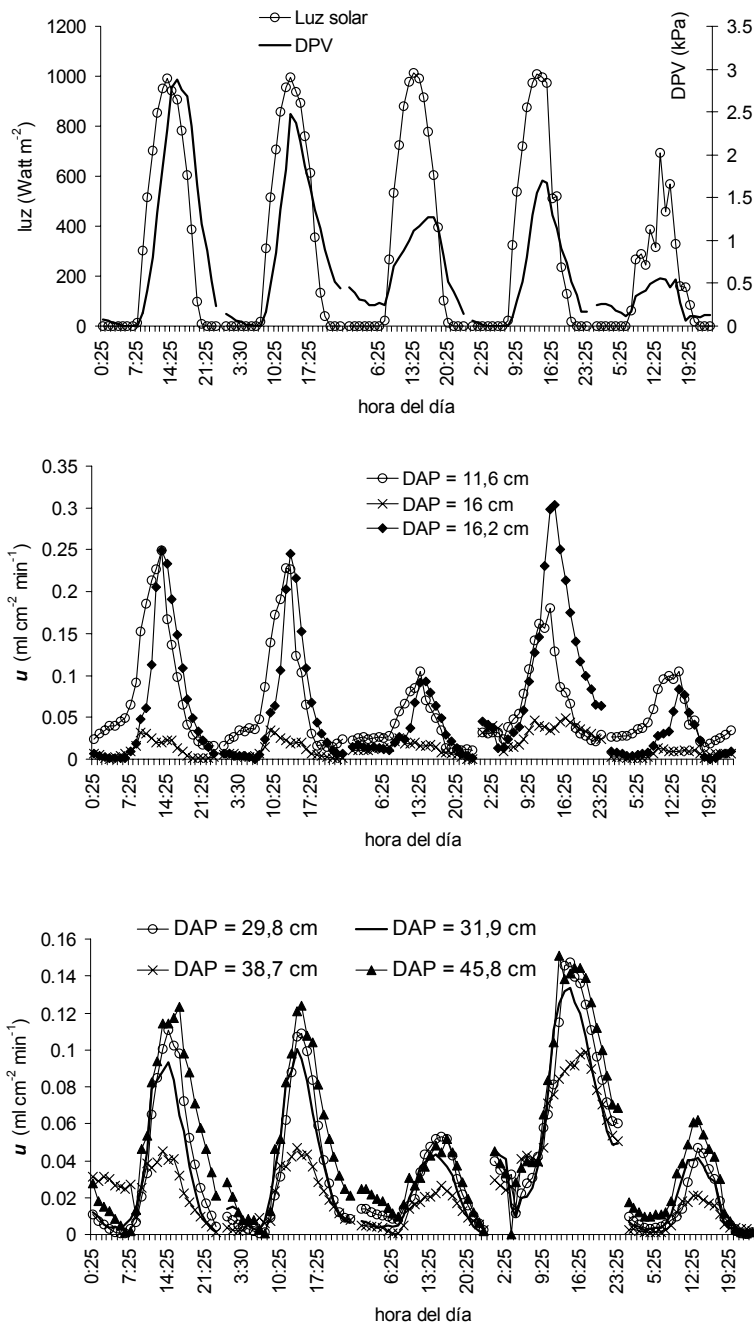 Luz solar
DPV
luz (Watt m-2)
1200
1000
800
600
400
200
0
DPV (kPa)
3.5
3
2.5
2
1.5
1
0.5
0
0:25 7:25 14:25 21:25 3:30 10:25 17:25 6:25 13:25 20:25 2:25 9:25 16:25 23:25 5:25 12:25 19:25
hora del día
u (ml cm-2 min-1)
0.35
0.3
0.25
0.2
0.15
0.1
0.05
0
DAP = 11,6 cm
DAP = 16 cm
DAP = 16,2 cm
0:25 7:25 14:25 21:25 3:30 10:25 17:25 6:25 13:25 20:25 2:25 9:25 16:25 23:25 5:25 12:25 19:25
hora del día
DAP = 29,8 cm DAP = 31,9 cm
DAP = 38,7 cm DAP = 45,8 cm
u (ml cm-2 min-1)
0.16
0.14
0.12
0.1
0.08
0.06
0.04
0.02
0
0:25 7:25 14:25 21:25 3:30 10:25 17:25 6:25 13:25 20:25 2:25 9:25 16:25 23:25 5:25 12:25 19:25
hora del día